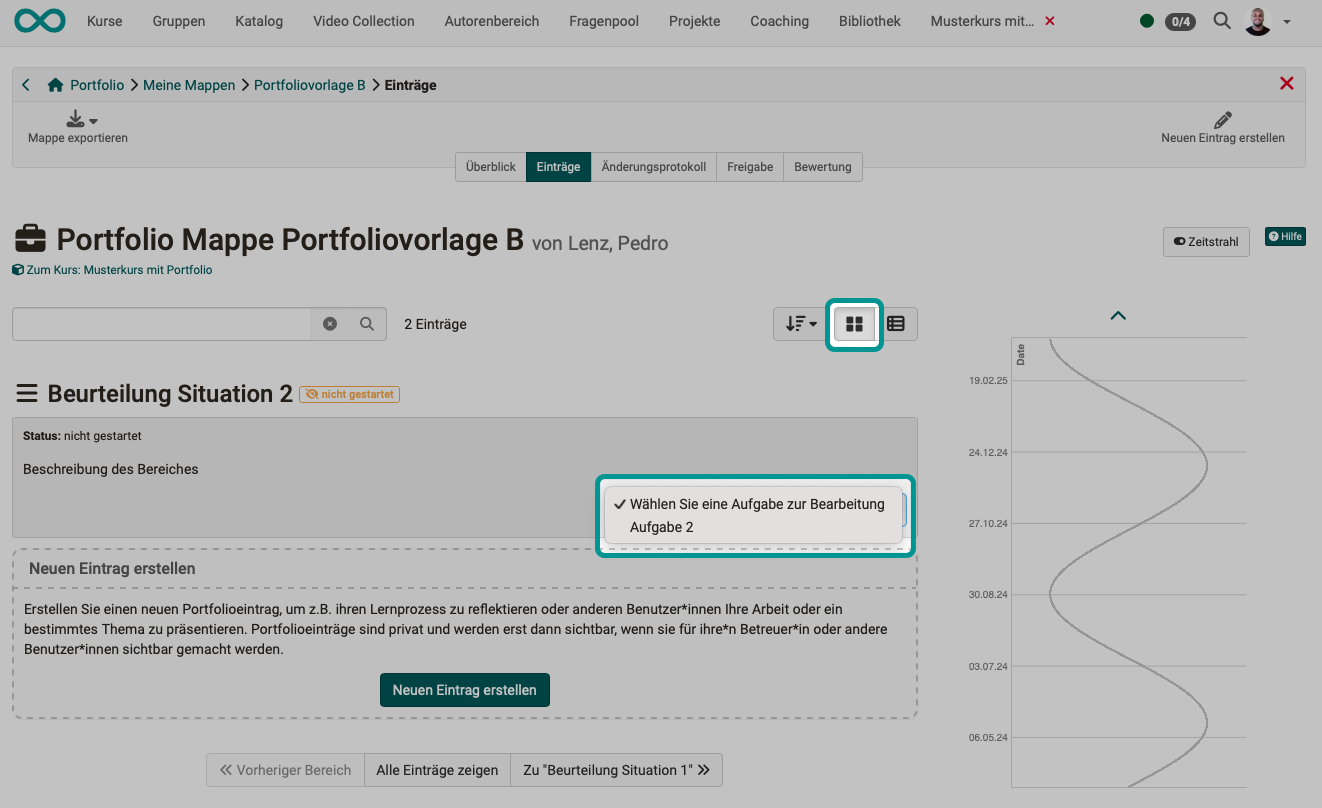 Kurse Gruppen Katalog Video Collection Autorenbereich Fragenpool Projekte Coaching Bibliothek Musterkurs mit... 0/4
Portfolio Meine Mappen Portfoliovorlage B Einträge
Mappe exportieren
Neuen Eintrag erstellen
Überblick Einträge Änderungsprotokoll Freigabe Bewertung
Portfolio Mappe Portfoliovorlage B von Lenz, Pedro
Zeitstrahl
Hilfe
Zum Kurs: Musterkurs mit Portfolio
2 Einträge
Beurteilung Situation 2 nicht gestartet
Status: nicht gestartet
Beschreibung des Bereiches
Wählen Sie eine Aufgabe zur Bearbeitung
Aufgabe 2
Neuen Eintrag erstellen
Erstellen Sie einen neuen Portfolioeintrag, um z.B. ihren Lernprozess zu reflektieren oder anderen Benutzer*innen Ihre Arbeit oder ein
bestimmtes Thema zu präsentieren. Portfolioeinträge sind privat und werden erst dann sichtbar, wenn sie für ihre*n Betreuer*in oder andere
Benutzer*innen sichtbar gemacht werden.
Neuen Eintrag erstellen
Vorheriger Bereich Alle Einträge zeigen Zu "Beurteilung Situation 1"
Date
19.02.25
24.12.24
27.10.24
30.08.24
03.07.24
06.05.24